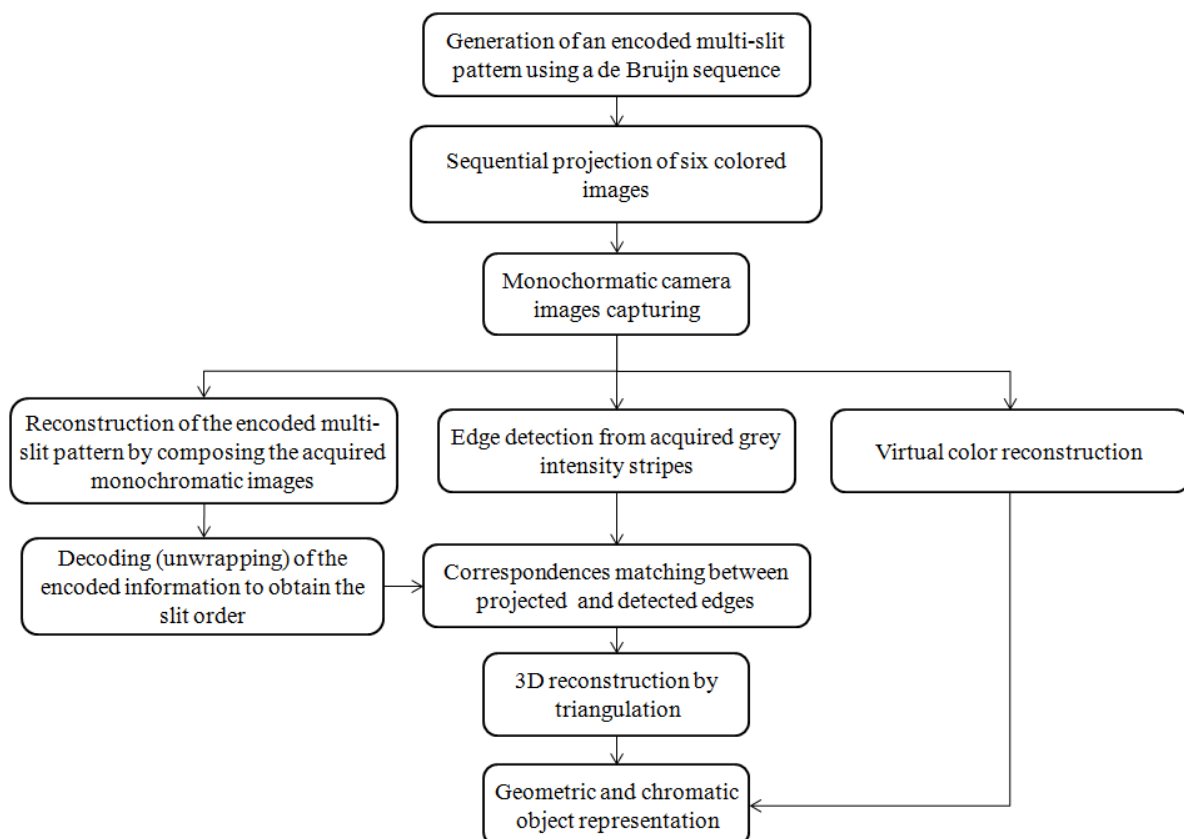 Generation of an encoded multi-slit
pattern using a de Bruijn sequence
Sequential projection of six colored
images
Monochormatic camera
images capturing
Reconstruction of the encoded multi-
slit pattern by composing the acquired
monochromatic images
Edge detection from acquired grey
intensity stripes
Virtual color reconstruction
Decoding (unwrapping) of the
encoded information to obtain the
slit order
Correspondences matching between
projected and detected edges
3D reconstruction by
triangulation
Geometric and chromatic
object representation